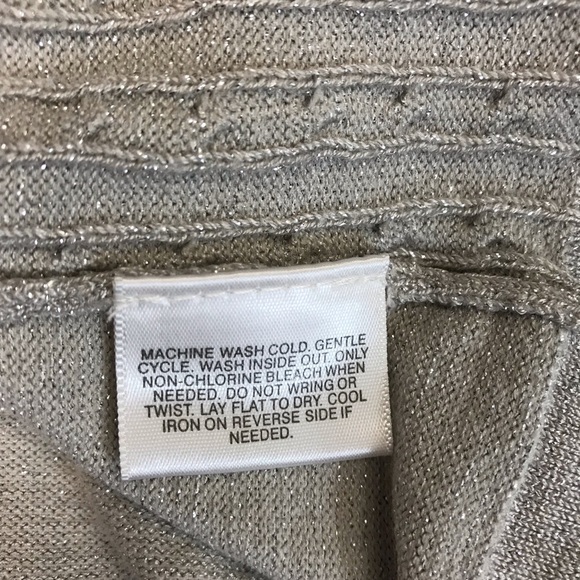 MACHINE WASH COLD. GENTLE
CYCLE. WASH INSIDE OUT. ONLY
NON-CHLORINE BLEACH WHEN
NEEDED. DO NOT WRING OR
TWIST. LAY FLAT TO DRY. COOL
IRON ON REVERSE SIDE IF
NEEDED.